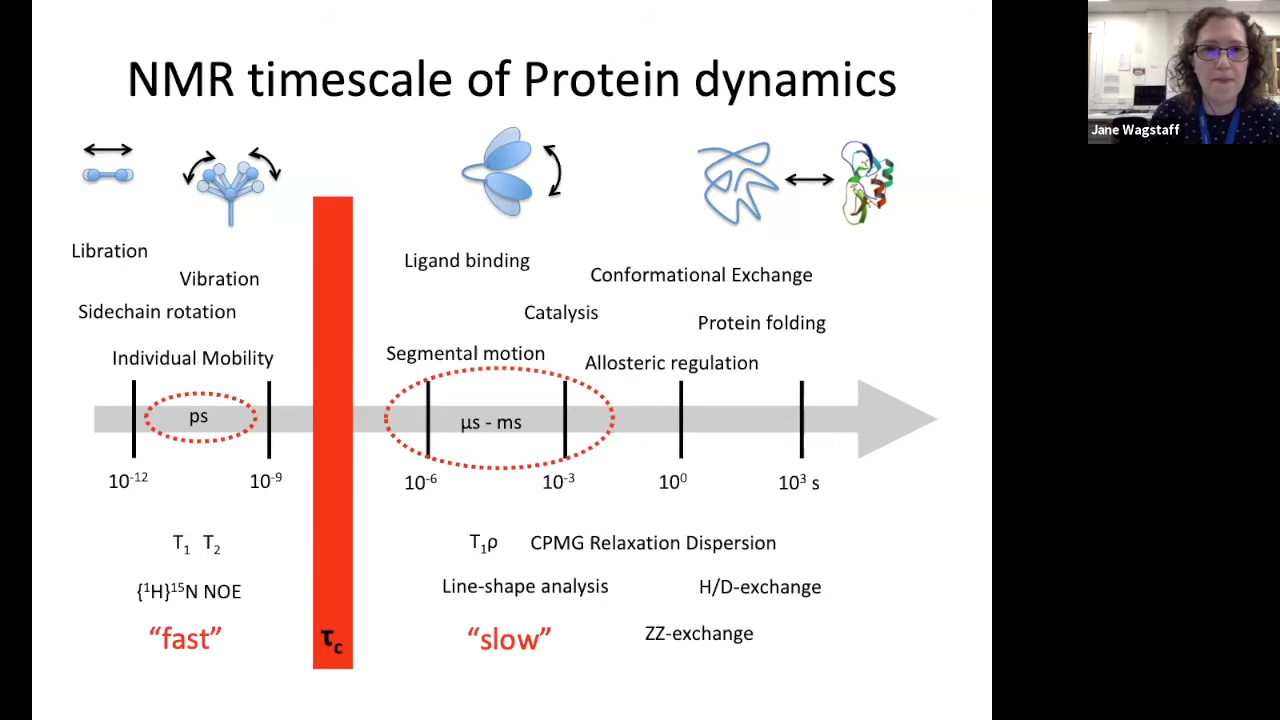 NMR timescale of Protein dynamics
Jane Wagstaff
Libration
Vibration
Sidechain rotation
Individual Mobility
Ligand binding
Conformational Exchange
Catalysis
Protein folding
Segmental motion
Allosteric regulation
ps
μs - ms
10⁻¹² 10⁻⁹ 10⁻⁶ 10⁻³ 10⁰ 10³ s
T₁ T₂
T₁ρ CPMG Relaxation Dispersion
{¹H}¹⁵N NOE
Line-shape analysis
H/D-exchange
ZZ-exchange
“fast”
τc
“slow”